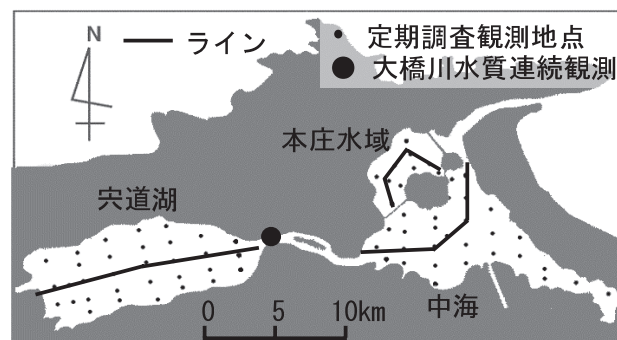 N
ライン
定期調査観測地点
大橋川水質連続観測
本庄水域
宍道湖
中海
0 5 10km